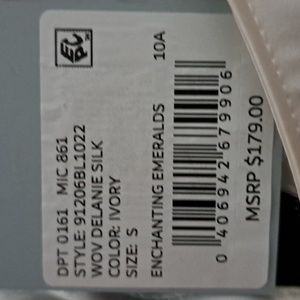 EPC
DPT 0161 MIC 861
STYLE: 91206BL1022
WOV DELANIE SILK
COLOR: IVORY
SIZE: S
ENCHANTING EMERALDS 10A
0 406942 679906
MSRP $179.00